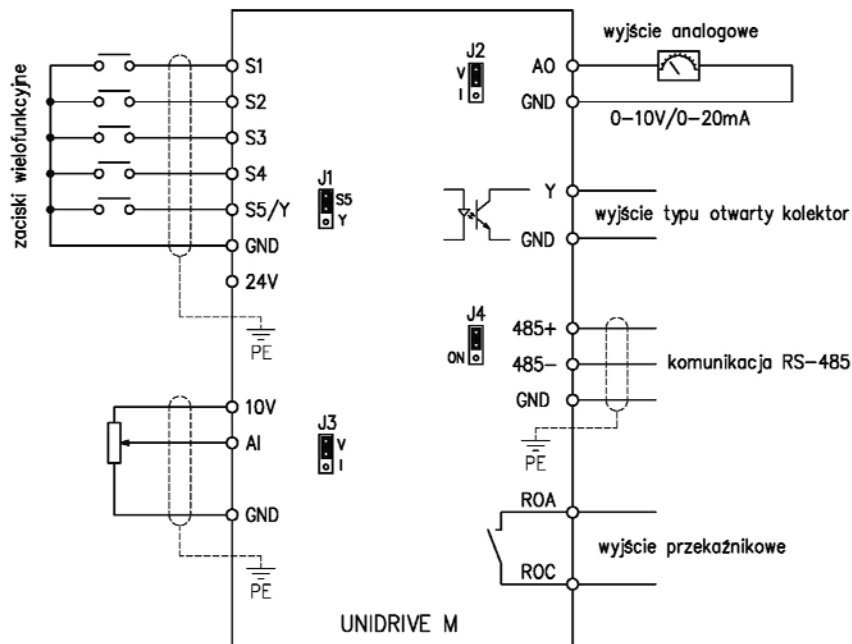 zaciski wielofunkcyjne
S1
S2
S3
S4
S5/Y
GND
24V
PE
J1
S5
Y
10V
AI
GND
PE
J3
V
I
J2
V
I
AO
GND
wyjście analogowe
0-10V/0-20mA
Y
GND
wyjście typu otwarty kolektor
J4
ON
485+
485-
GND
komunikacja RS-485
PE
ROA
ROC
wyjście przekaźnikowe
UNIDRIVE M